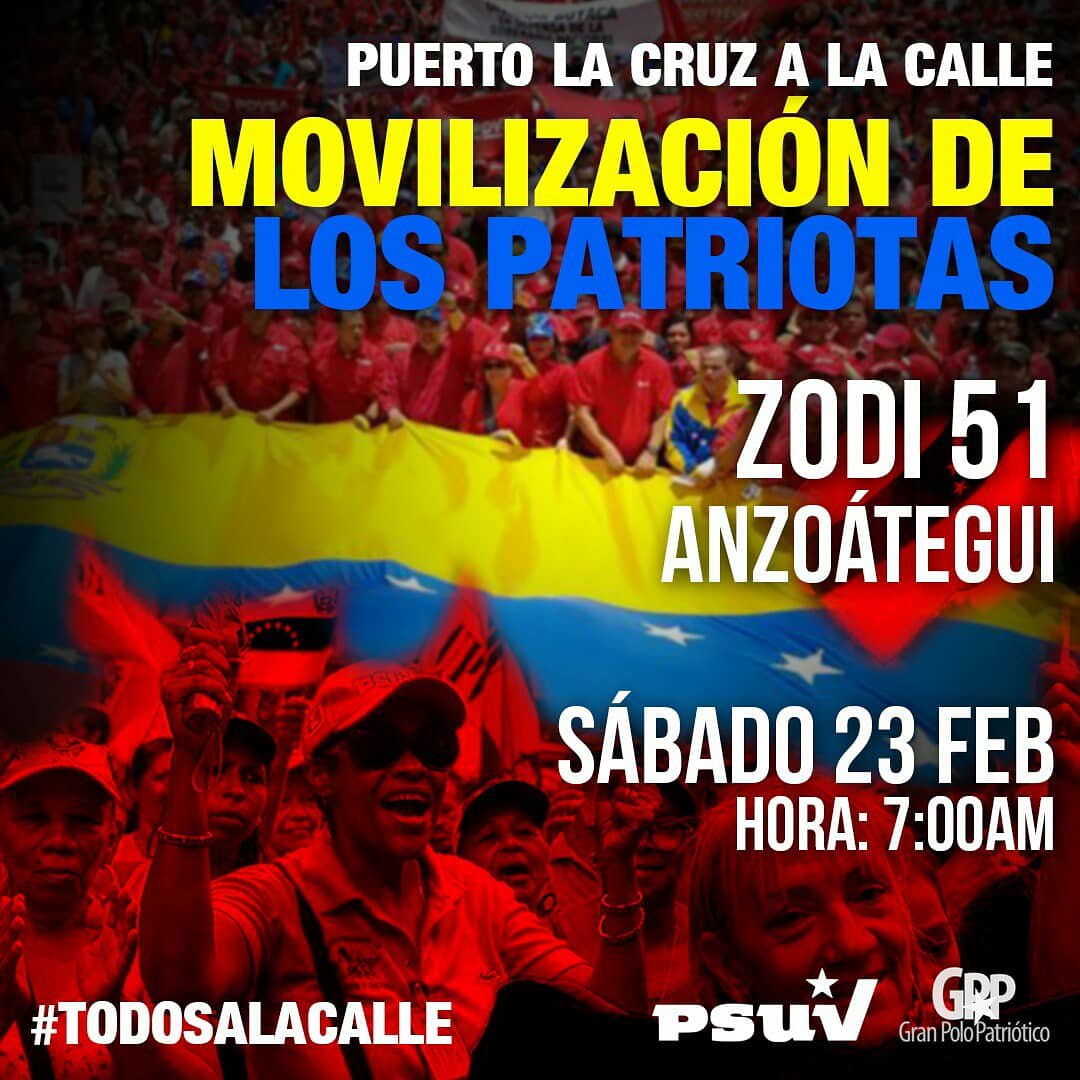 PUERTO LA CRUZ A LA CALLE
MOVILIZACIÓN DE
LOS PATRIOTAS
ZODI 51
ANZOÁTEGUI
SÁBADO 23 FEB
HORA: 7:00AM
#TODOSALACALLE
PSUV
GPP
Gran Polo Patriótico